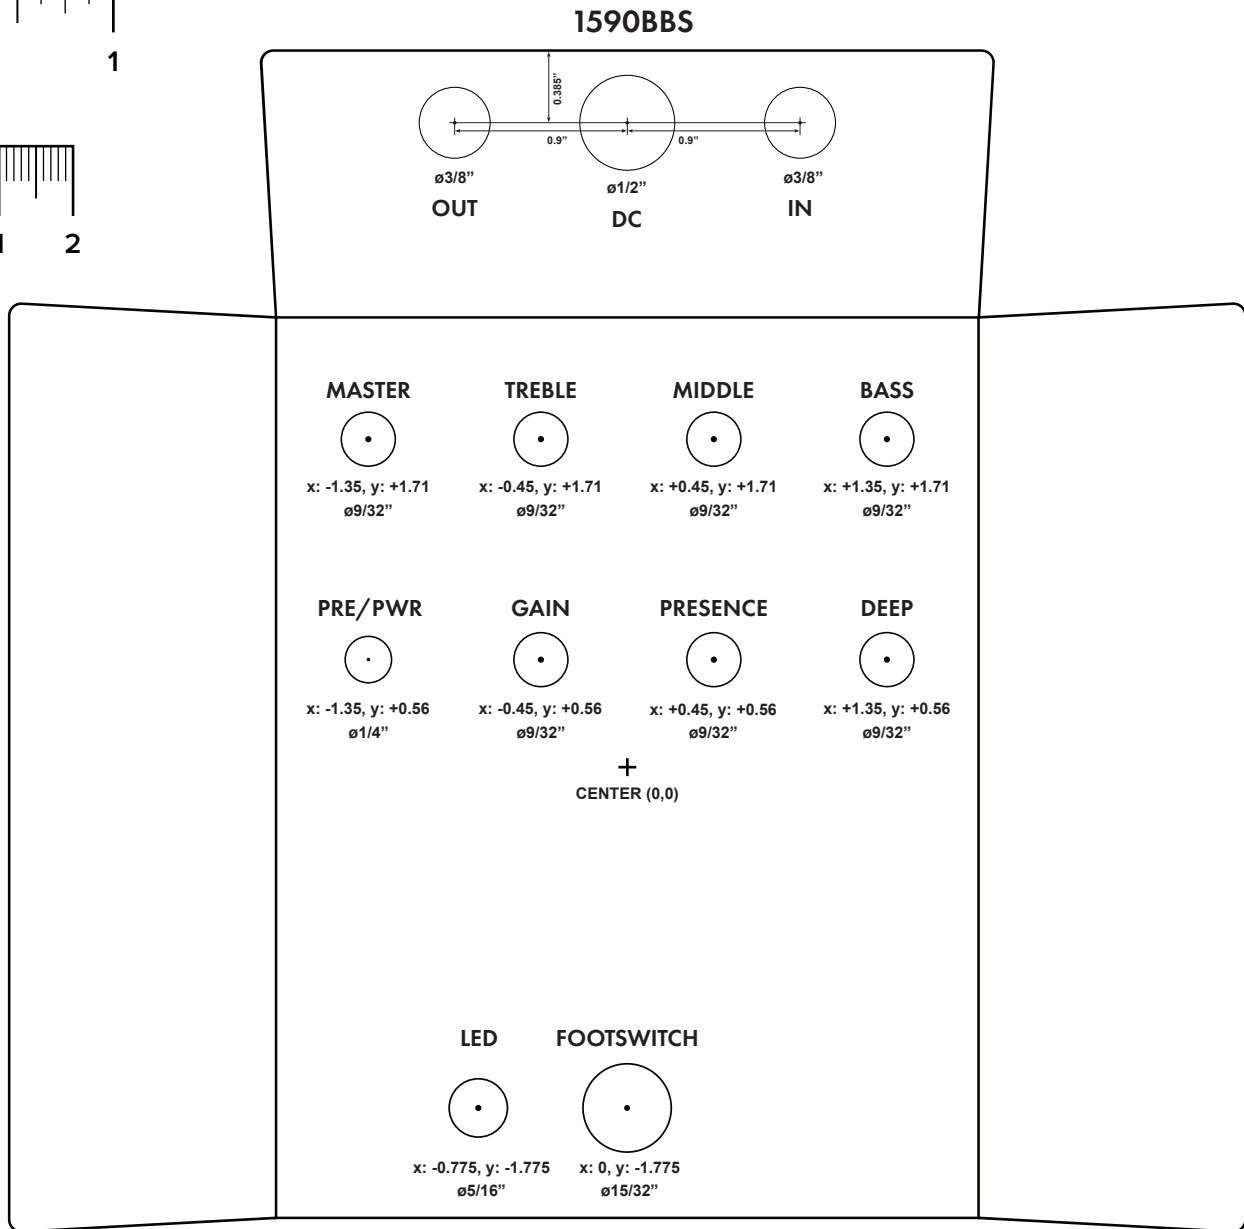 1590BBS
1
0.385”
0.9” 0.9”
ø3/8” ø1/2” ø3/8”
OUT DC IN
1 2
MASTER TREBLE MIDDLE BASS
x: -1.35, y: +1.71 x: -0.45, y: +1.71 x: +0.45, y: +1.71 x: +1.35, y: +1.71
ø9/32” ø9/32” ø9/32” ø9/32”
PRE/PWR GAIN PRESENCE DEEP
x: -1.35, y: +0.56 x: -0.45, y: +0.56 x: +0.45, y: +0.56 x: +1.35, y: +0.56
ø1/4” ø9/32” ø9/32” ø9/32”
CENTER (0,0)
LED FOOTSWITCH
x: -0.775, y: -1.775 x: 0, y: -1.775
ø5/16” ø15/32”